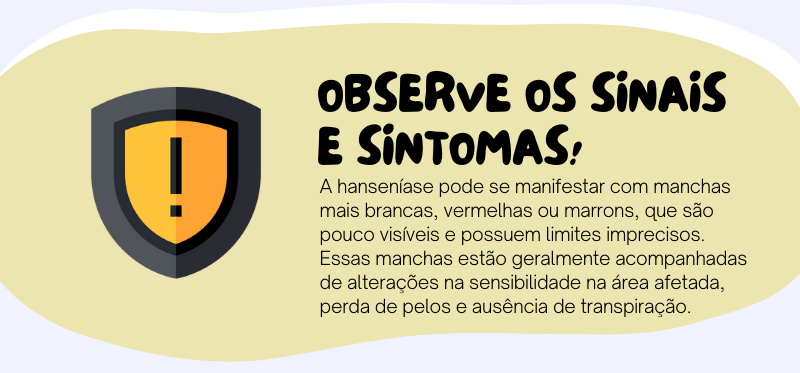 OBSERVE OS SINAIS
E SINTOMAS!
A hanseníase pode se manifestar com manchas
mais brancas, vermelhas ou marrons, que são
pouco visíveis e possuem limites imprecisos.
Essas manchas estão geralmente acompanhadas
de alterações na sensibilidade na área afetada,
perda de pelos e ausência de transpiração.